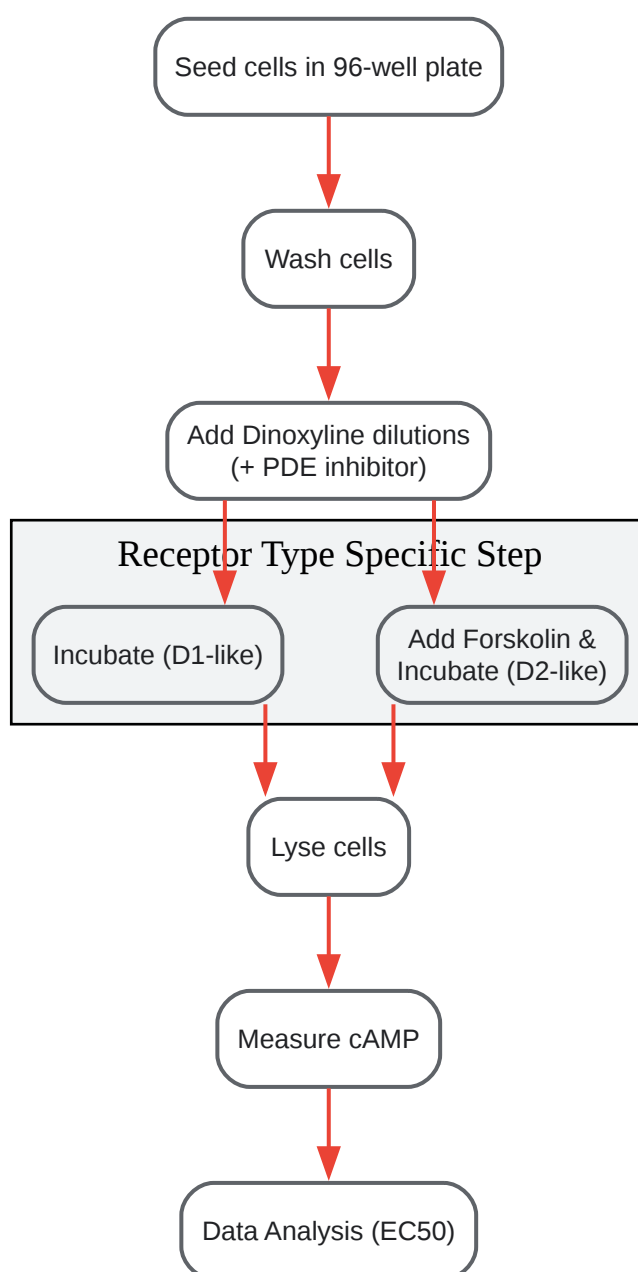 Seed cells in 96-well plate
Wash cells
Add Dinoxyline dilutions
(+ PDE inhibitor)
Receptor Type Specific Step
Incubate (D1-like)
Add Forskolin &
Incubate (D2-like)
Lyse cells
Measure cAMP
Data Analysis (EC50)